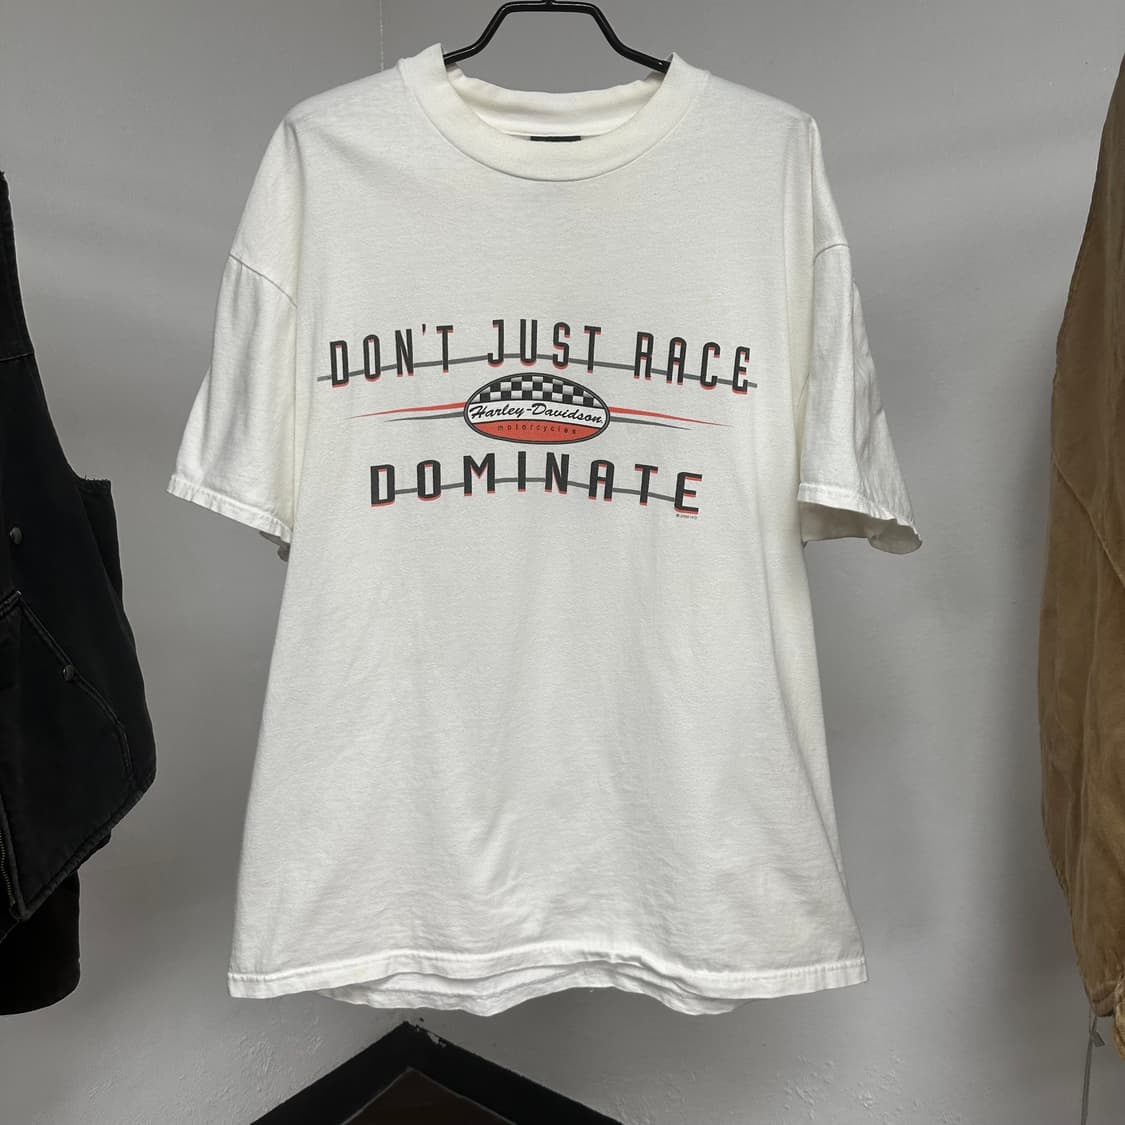 DON'T JUST RACE
Harley-Davidson
motorcycles
DOMINATE